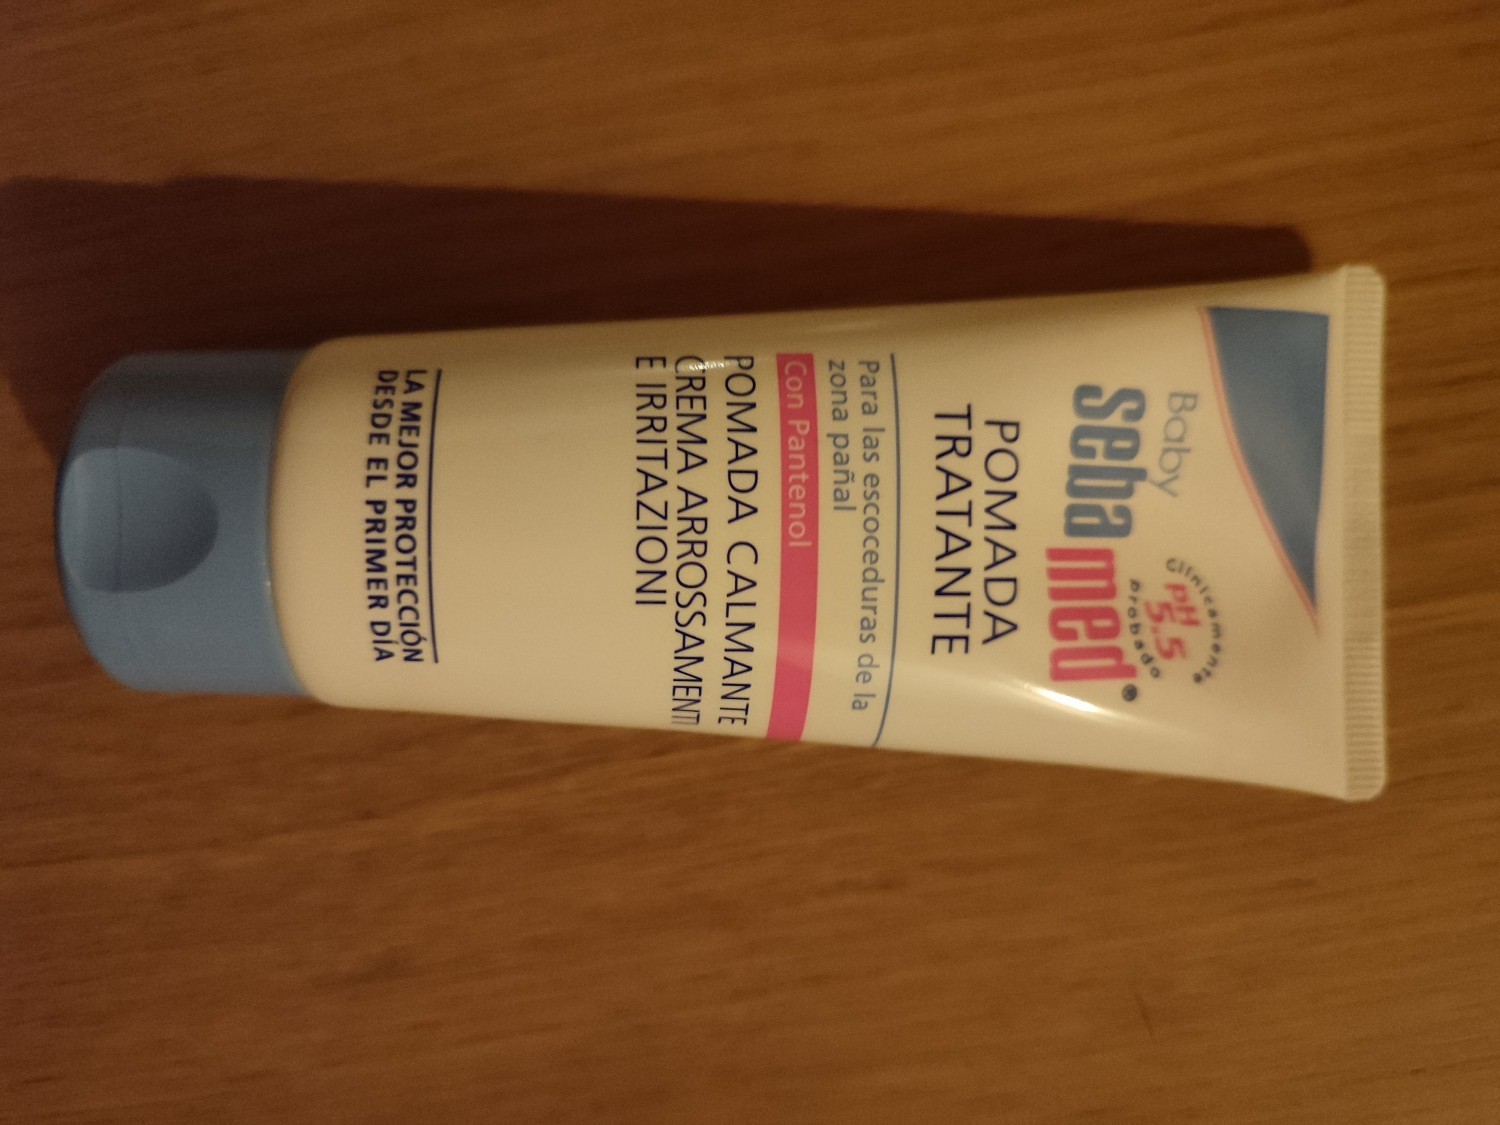 Baby
sebamed®
Clínicamente
pH
5.5
probado
POMADA
TRATANTE
Para las escoceduras de la
zona pañal
Con Pantenol
POMADA CALMANTE
CREMA ARROSSAMENTI
E IRRITAZIONI
LA MEJOR PROTECCIÓN
DESDE EL PRIMER DÍA